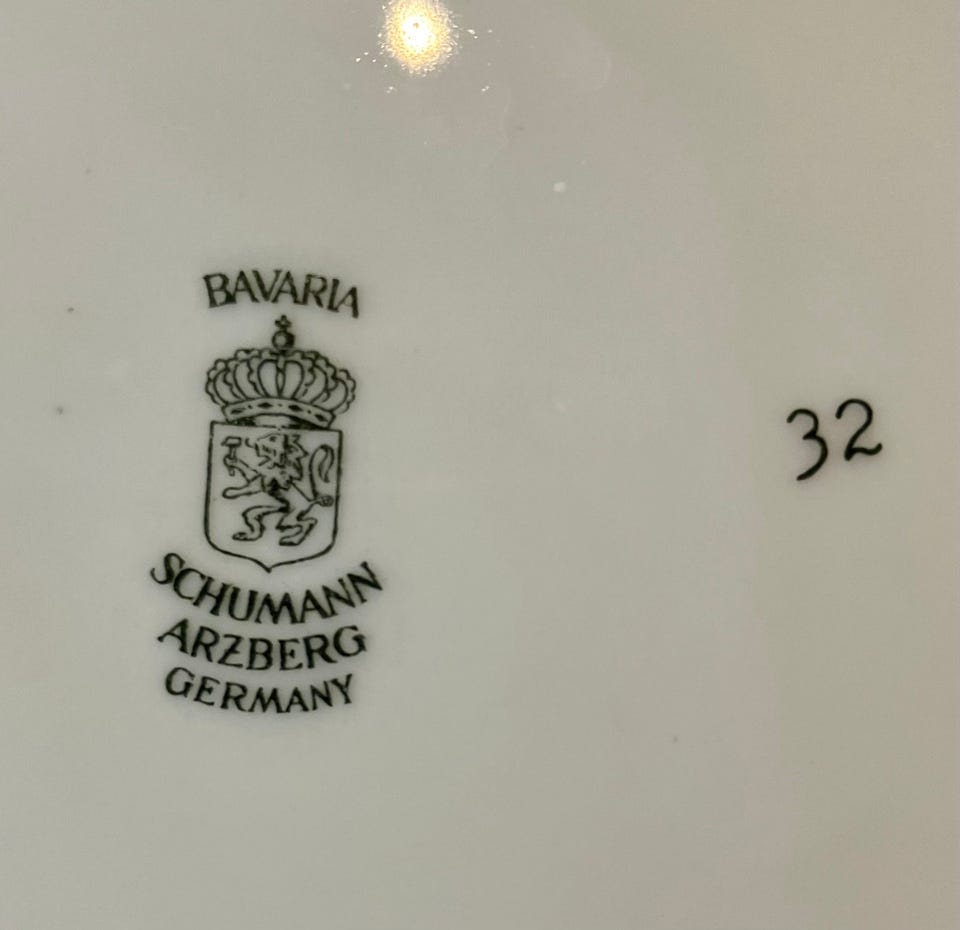 BAVARIA
SCHUMANN
ARZBERG
GERMANY
32